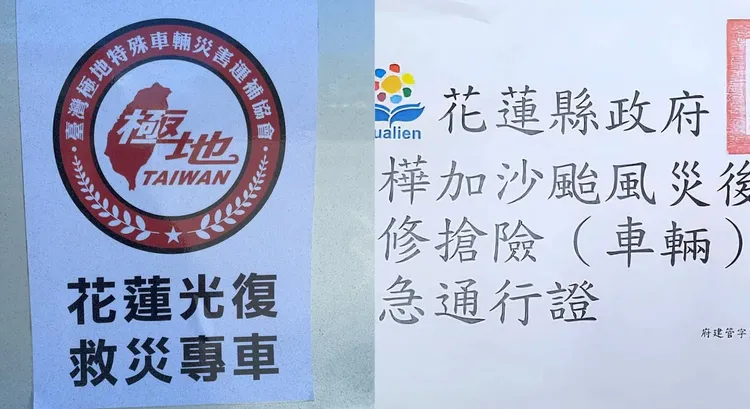 臺灣極地特殊車輛災害運補協會
極地
TAIWAN
花蓮光復
救災專車
ualien
花蓮縣政府
樺加沙颱風災後
修搶險（車輛）
急通行證
府建管字